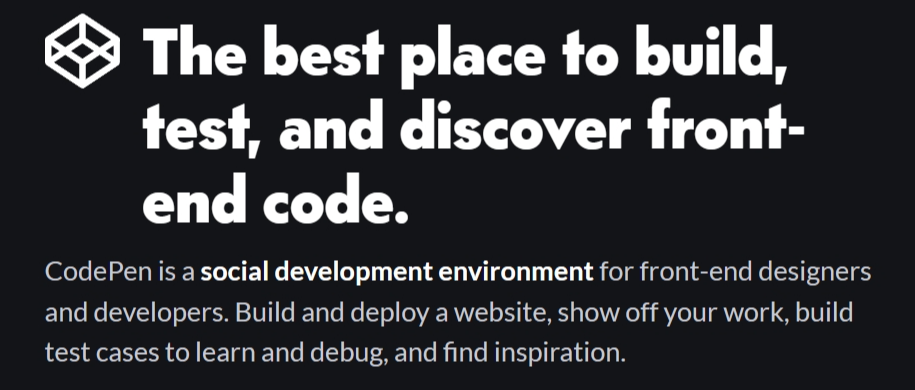 The best place to build,
test, and discover front-
end code.
CodePen is a social development environment for front-end designers
and developers. Build and deploy a website, show off your work, build
test cases to learn and debug, and find inspiration.